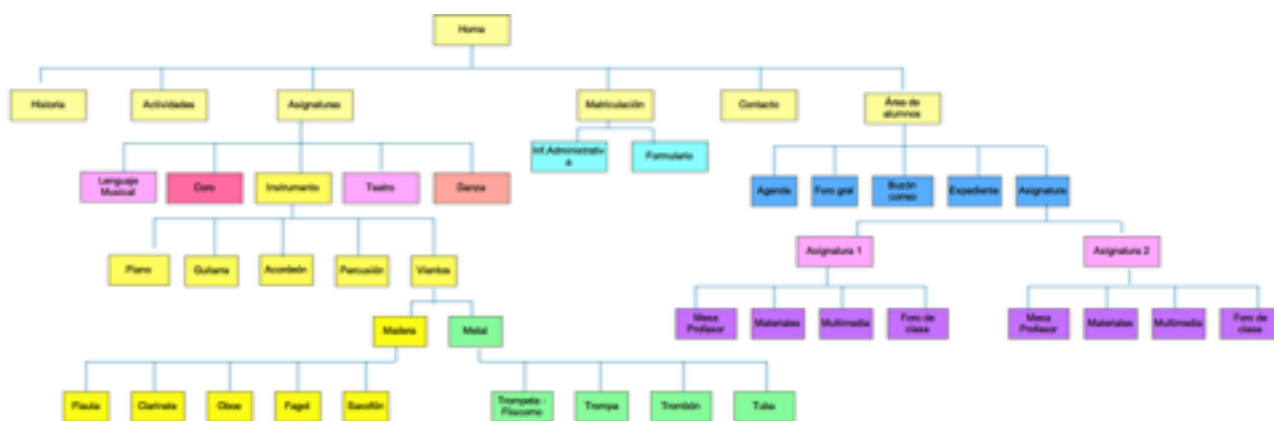 Home
Historia
Actividades
Asignaturas
Matriculación
Contacto
Área de
alumnos
Inf.Administrativ
a
Formulario
Lenguaje
Musical
Coro
Instrumento
Teatro
Danza
Agenda
Foro gral
Buzón
correo
Expediente
Asignatura
Piano
Guitarra
Acordeón
Percusión
Vientos
Asignatura 1
Asignatura 2
Mesa
Profesor
Materiales
Multimedia
Foro de
clase
Mesa
Profesor
Materiales
Multimedia
Foro de
clase
Madera
Metal
Flauta
Clarinete
Oboe
Fagot
Saxofón
Trompeta -
Fliscorno
Trompa
Trombón
Tuba